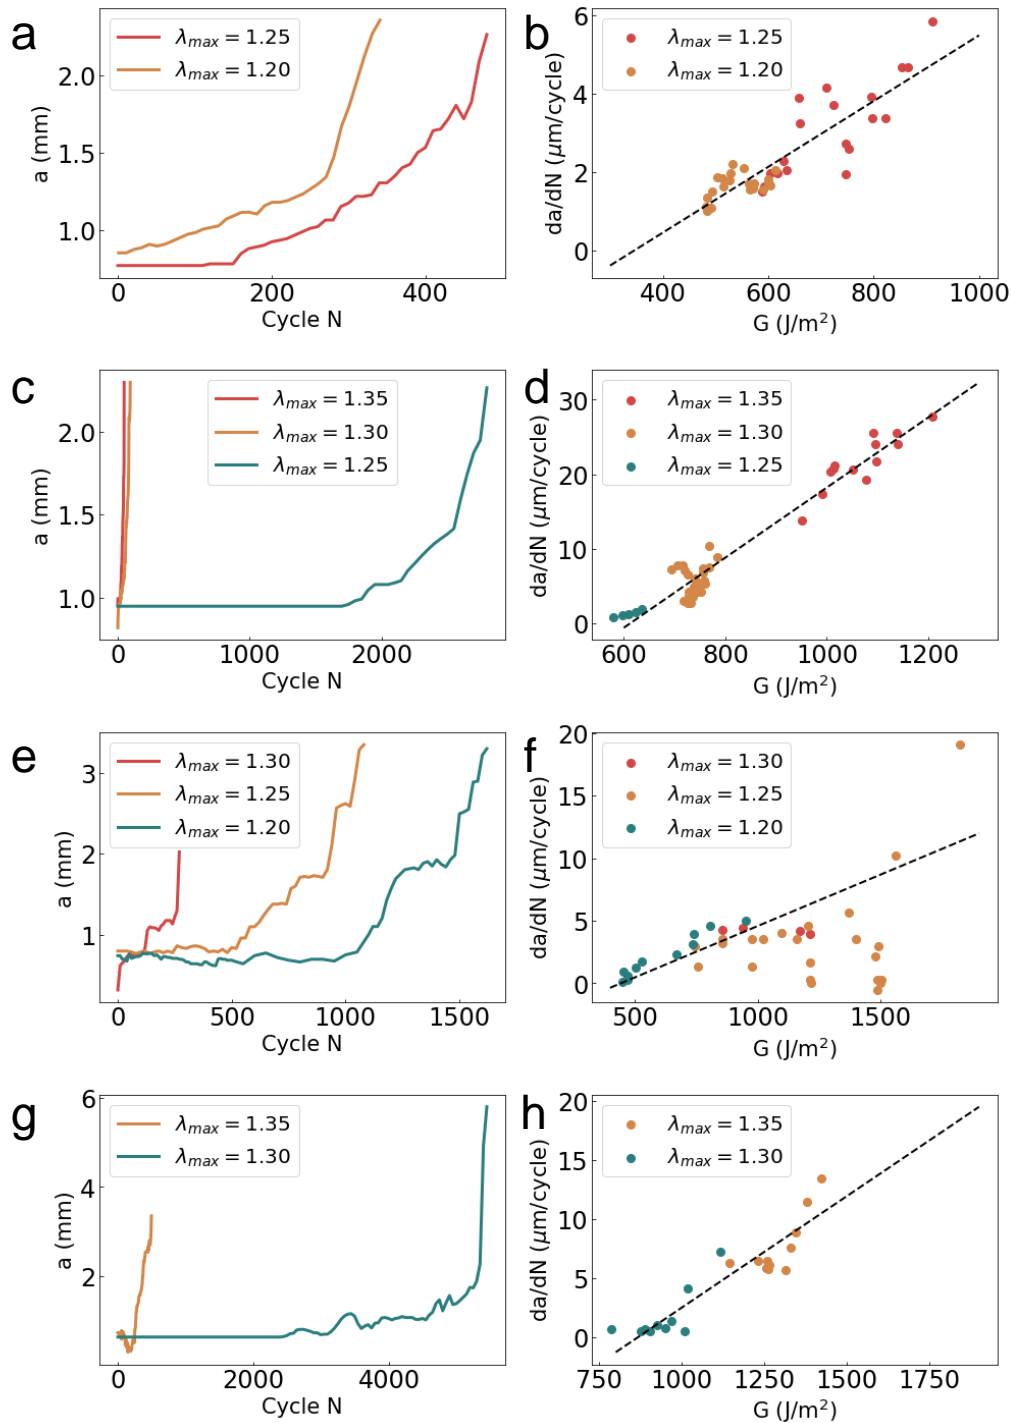 a
λmax = 1.25
λmax = 1.20
2.0
1.5
1.0
a (mm)
0
200
400
Cycle N
b
λmax = 1.25
λmax = 1.20
6
4
2
0
da/dN (μm/cycle)
400
600
800
1000
G (J/m²)
c
λmax = 1.35
λmax = 1.30
λmax = 1.25
2.0
1.5
1.0
a (mm)
0
1000
2000
Cycle N
d
λmax = 1.35
λmax = 1.30
λmax = 1.25
30
20
10
0
da/dN (μm/cycle)
600
800
1000
1200
G (J/m²)
e
λmax = 1.30
λmax = 1.25
λmax = 1.20
3
2
1
a (mm)
0
500
1000
1500
Cycle N
f
λmax = 1.30
λmax = 1.25
λmax = 1.20
20
15
10
5
0
da/dN (μm/cycle)
500
1000
1500
G (J/m²)
g
λmax = 1.35
λmax = 1.30
6
4
2
a (mm)
0
2000
4000
Cycle N
h
λmax = 1.35
λmax = 1.30
20
15
10
5
0
da/dN (μm/cycle)
750
1000
1250
1500
1750
G (J/m²)